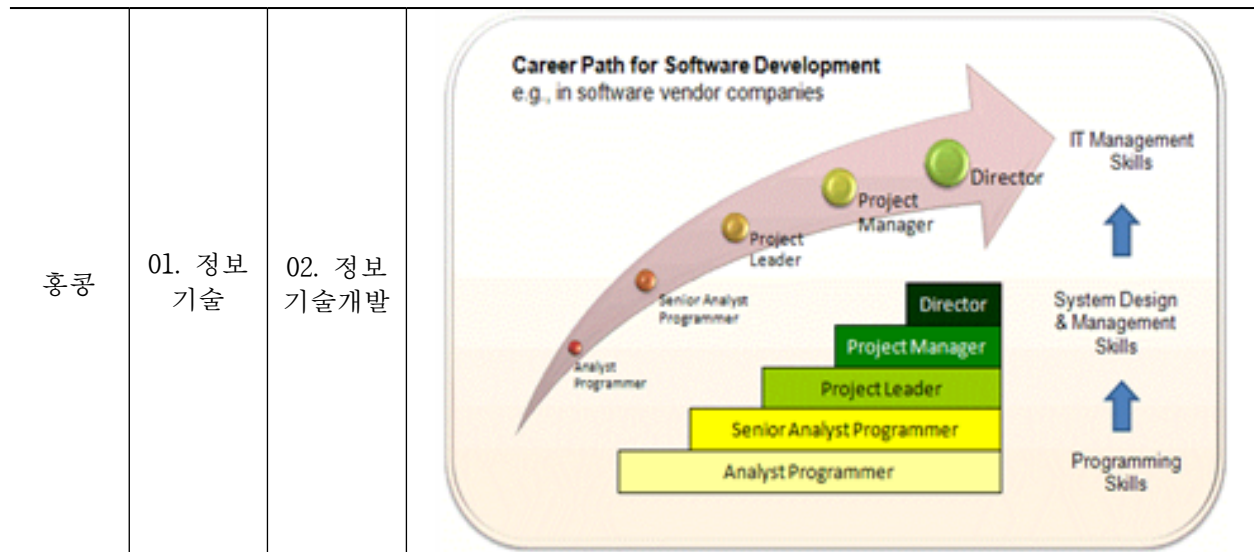 홍콩
01. 정보
기술
02. 정보
기술개발
Career Path for Software Development
e.g., in software vendor companies
Director
Project
Manager
Project
Leader
Senior Analyst
Programmer
Analyst
Programmer
Director
Project Manager
Project Leader
Senior Analyst Programmer
Analyst Programmer
IT Management
Skills
System Design
& Management
Skills
Programming
Skills